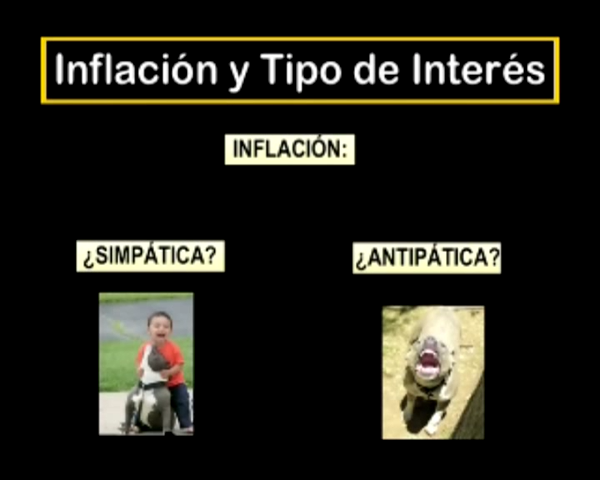 Inflación y Tipo de Interés
INFLACIÓN:
¿SIMPÁTICA?
¿ANTIPÁTICA?